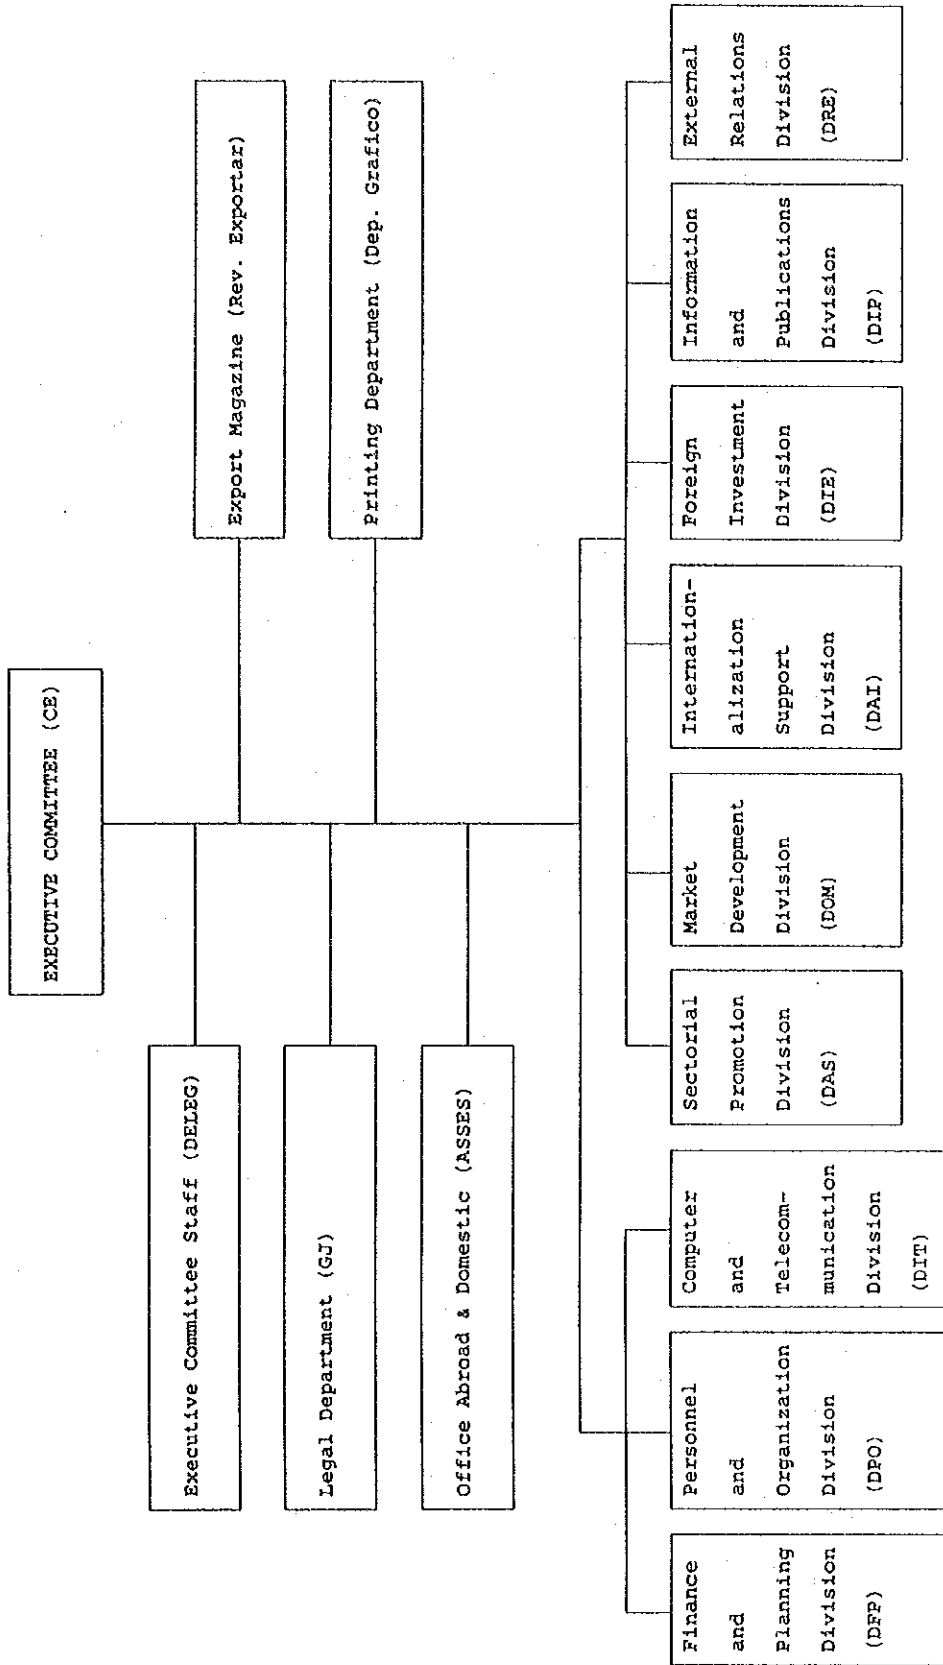 EXECUTIVE COMMITTEE (CE)
Executive Committee Staff (DELEG)
Export Magazine (Rev. Exportar)
Legal Department (GJ)
Printing Department (Dep. Grafico)
Office Abroad & Domestic (ASSES)
Finance
and
Planning
Division
(DFP)
Personnel
and
Organization
Division
(DPO)
Computer
and
Telecom-
munication
Division
(DIT)
Sectorial
Promotion
Division
(DAS)
Market
Development
Division
(DOM)
Internation-
alization
Support
Division
(DAI)
Foreign
Investment
Division
(DIE)
Information
and
Publications
Division
(DIP)
External
Relations
Division
(DRE)